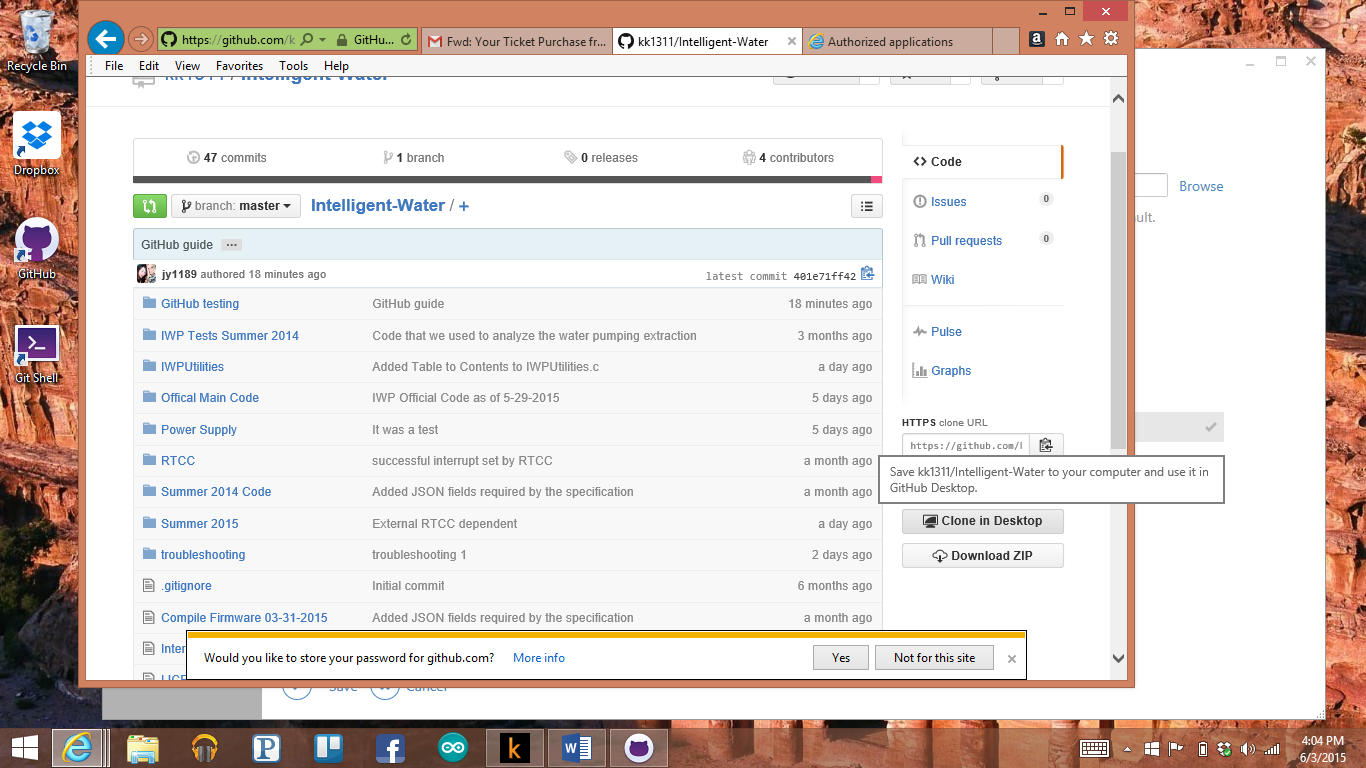 Recycle Bin
Dropbox
GitHub
Git Shell
https://github.com/k
GitHu...
Fwd: Your Ticket Purchase fr...
kk1311/Intelligent-Water
Authorized applications
File Edit View Favorites Tools Help
kk1311 / Intelligent-Water
47 commits
1 branch
0 releases
4 contributors
branch: master
Intelligent-Water / +
GitHub guide ...
jy1189 authored 18 minutes ago
latest commit 401e71ff42
GitHub testing GitHub guide 18 minutes ago
IWP Tests Summer 2014 Code that we used to analyze the water pumping extraction 3 months ago
IWPUtilities Added Table to Contents to IWPUtilities.c a day ago
Offical Main Code IWP Official Code as of 5-29-2015 5 days ago
Power Supply It was a test 5 days ago
RTCC successful interrupt set by RTCC a month ago
Summer 2014 Code Added JSON fields required by the specification a month ago
Summer 2015 External RTCC dependent a day ago
troubleshooting troubleshooting 1 2 days ago
.gitignore Initial commit 6 months ago
Compile Firmware 03-31-2015 Added JSON fields required by the specification a month ago
Inter
LICE
<> Code
Issues 0
Pull requests 0
Wiki
Pulse
Graphs
HTTPS clone URL
https://github.com/
Save kk1311/Intelligent-Water to your computer and use it in
GitHub Desktop.
Clone in Desktop
Download ZIP
Would you like to store your password for github.com? More info Yes Not for this site
Browse
ult.
Save Cancel
4:04 PM
6/3/2015